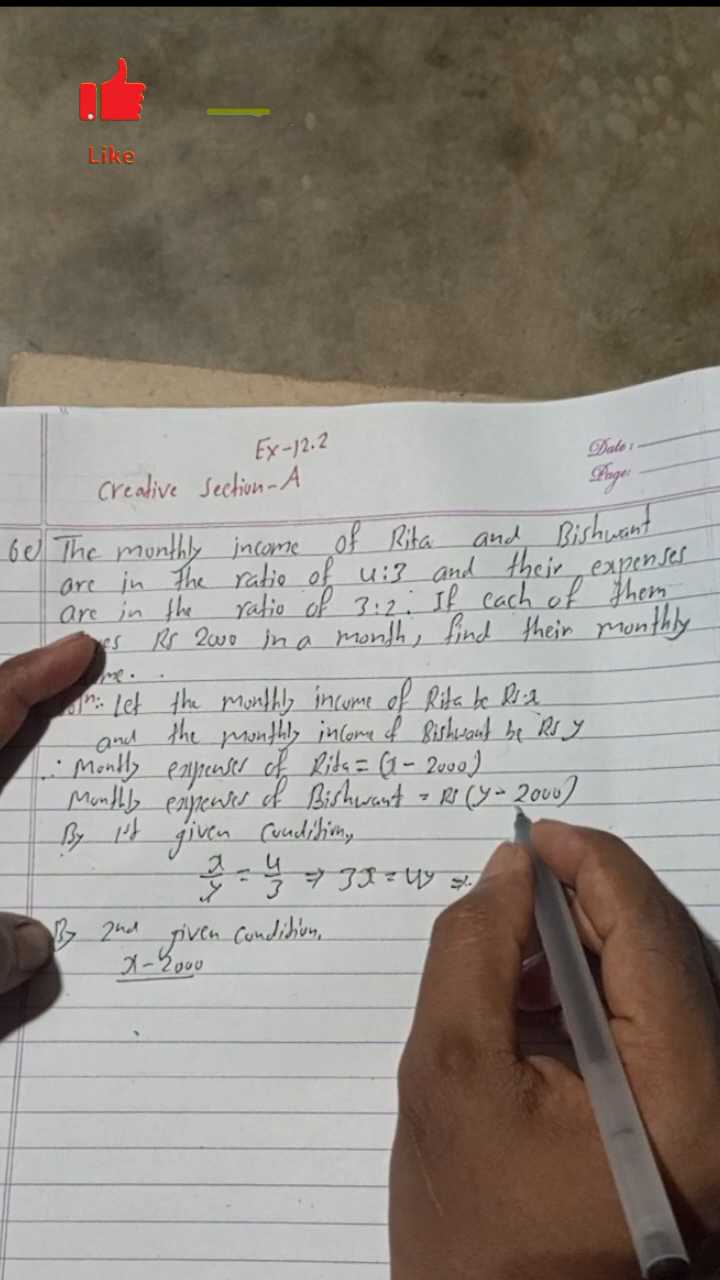 Like
Ex-12.2
Date:
Creative Section-A
Page:
6e) The monthly income of Rita and Bishwant
are in the ratio of 4:3 and their expenses
are in the ratio of 3:2. If each of them
Rs 2000 in a month, find their monthly
Let the monthly income of Rita be Rs.x
and the monthly income of Bishwant be Rs y
∴ Montly expenses of Rita = (x - 2000)
Monthly expenses of Bishwant = Rs (y - 2000)
By 1st given condition,
x/y = 4/3 ⇒ 3x = 4y ⇒
By 2nd given condition,
x - 2000